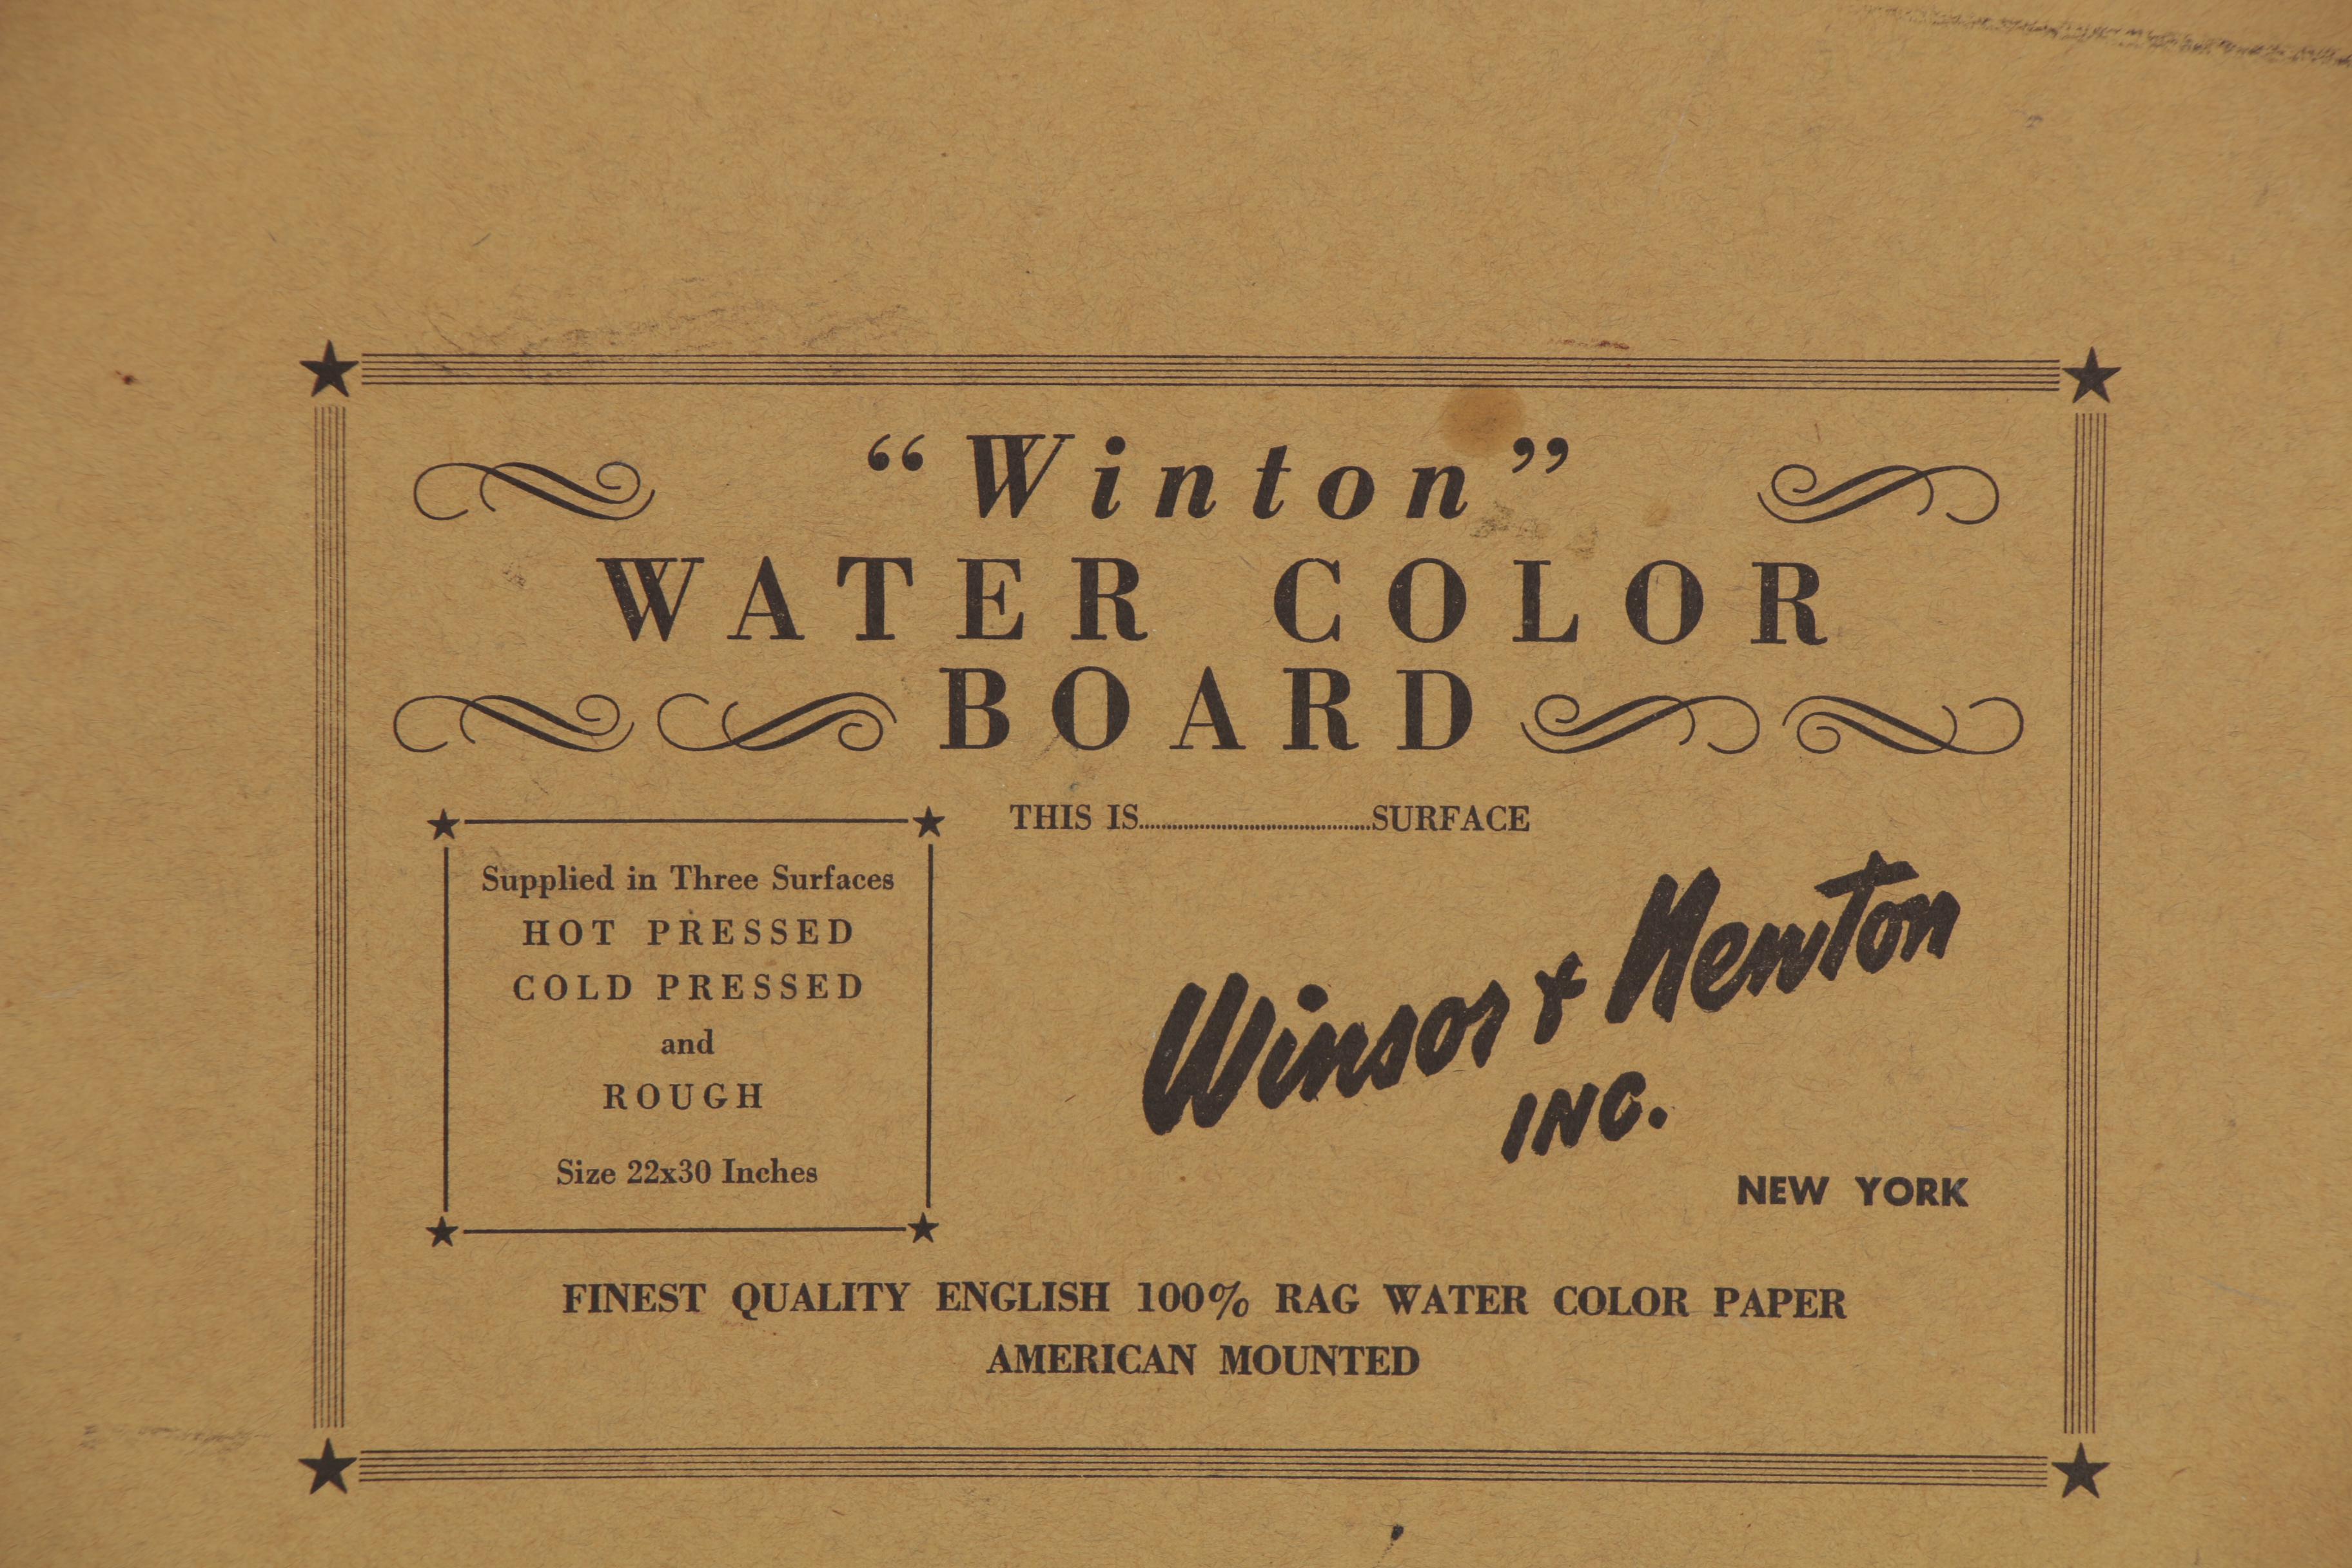 “Winton”
WATER COLOR
BOARD
THIS IS........................................SURFACE
Supplied in Three Surfaces
HOT PRESSED
COLD PRESSED
and
ROUGH
Size 22x30 Inches
Winsor & Newton
INC.
NEW YORK
FINEST QUALITY ENGLISH 100% RAG WATER COLOR PAPER
AMERICAN MOUNTED